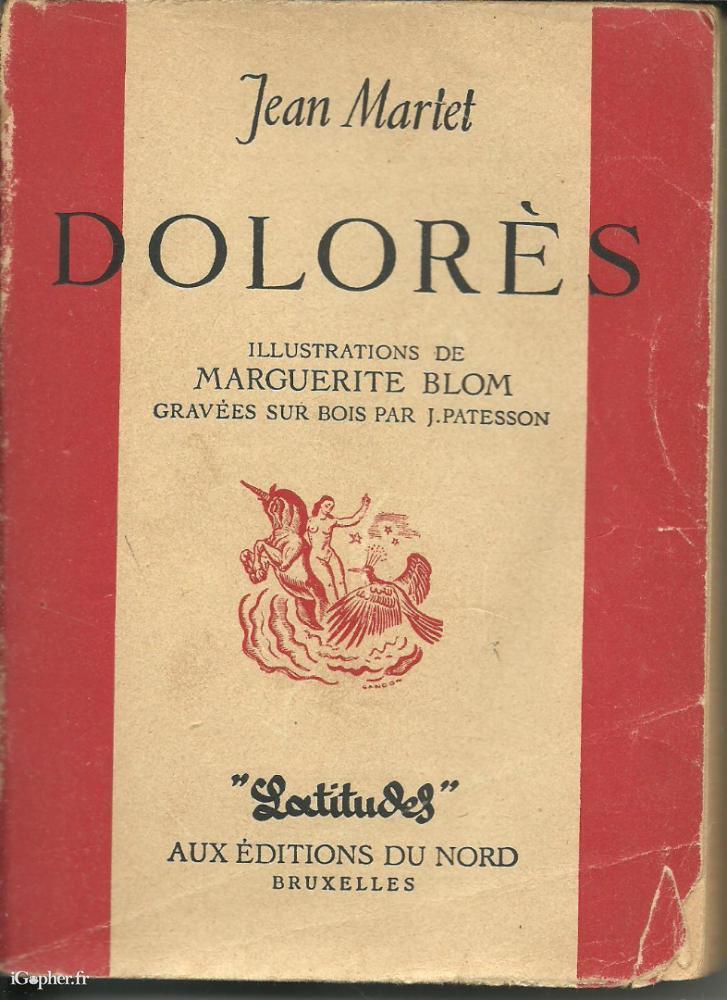 Jean Martet
DOLORÈS
ILLUSTRATIONS DE
MARGUERITE BLOM
GRAVÉES SUR BOIS PAR J.PATESSON
"Latitudes"
AUX ÉDITIONS DU NORD
BRUXELLES
iGopher.fr